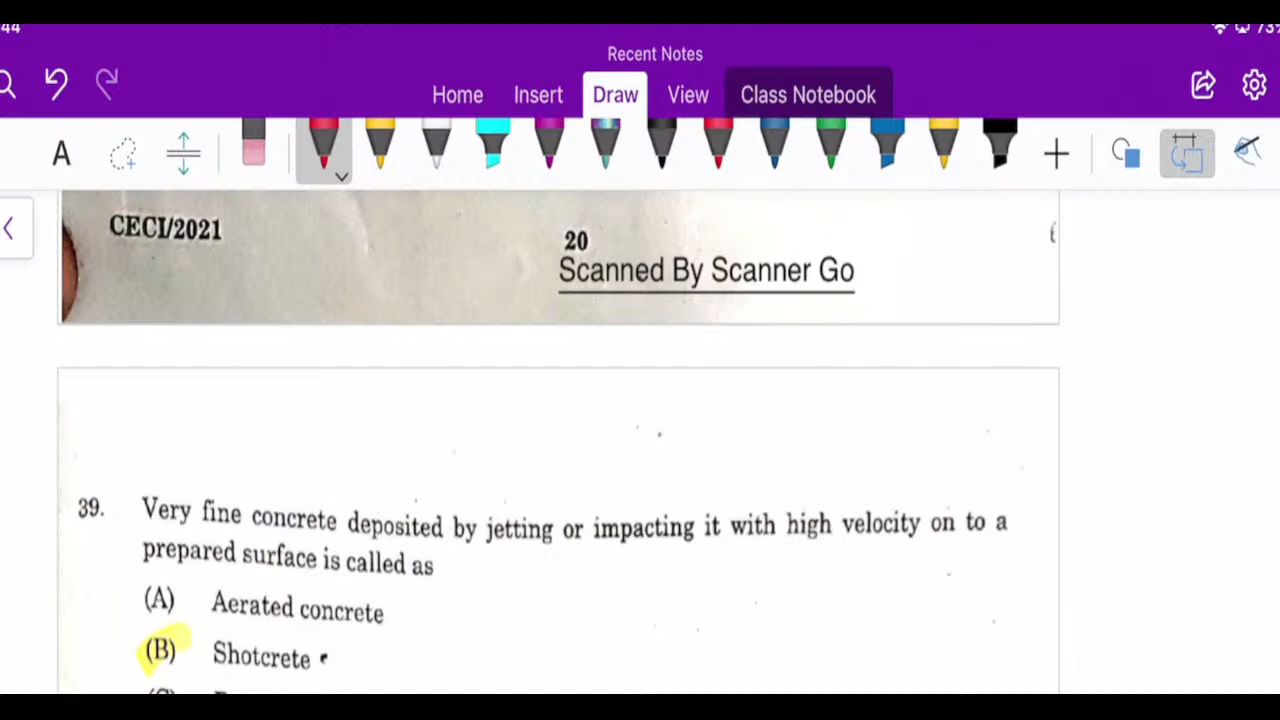 44
73%
Recent Notes
Home Insert Draw View Class Notebook
A
CECI/2021
20
Scanned By Scanner Go
39. Very fine concrete deposited by jetting or impacting it with high velocity on to a
prepared surface is called as
(A) Aerated concrete
(B) Shotcrete